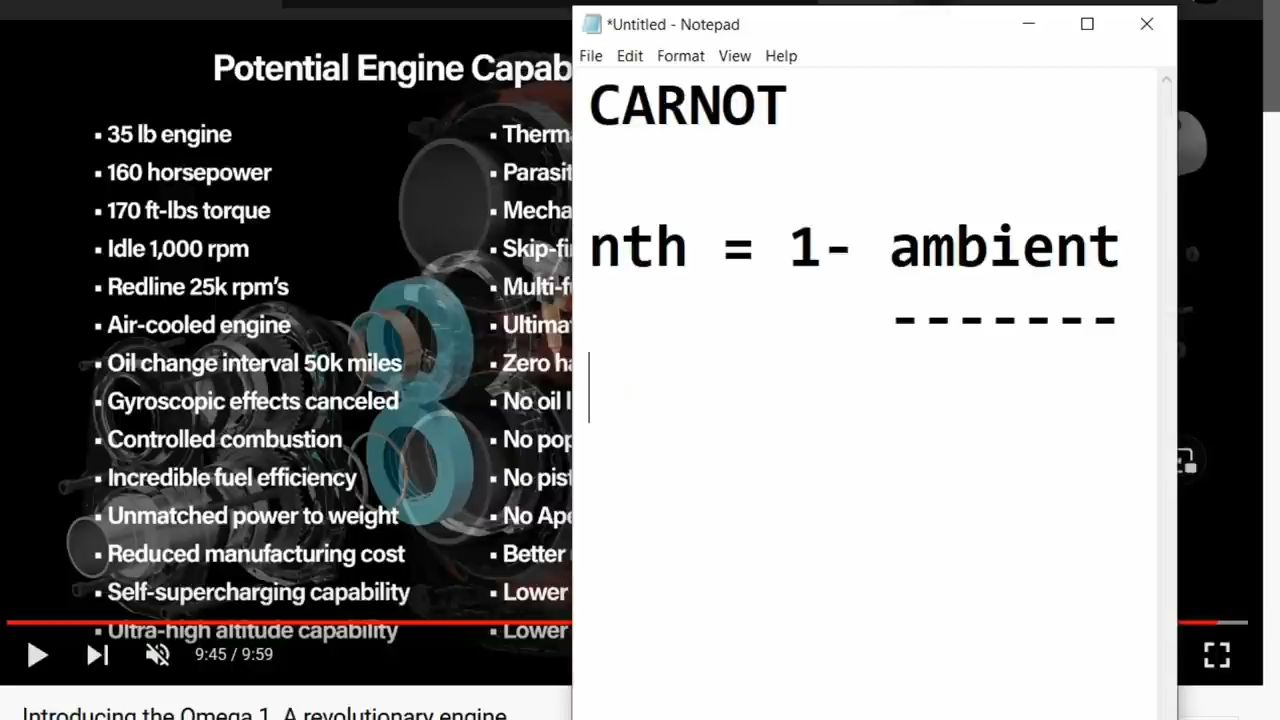 Potential Engine Capab
▪ 35 lb engine
▪ 160 horsepower
▪ 170 ft-lbs torque
▪ Idle 1,000 rpm
▪ Redline 25k rpm's
▪ Air-cooled engine
▪ Oil change interval 50k miles
▪ Gyroscopic effects canceled
▪ Controlled combustion
▪ Incredible fuel efficiency
▪ Unmatched power to weight
▪ Reduced manufacturing cost
▪ Self-supercharging capability
▪ Ultra-high altitude capability
▪ Therma
▪ Parasit
▪ Mecha
▪ Skip-fi
▪ Multi-f
▪ Ultima
▪ Zero ha
▪ No oil l
▪ No pop
▪ No pist
▪ No Ape
▪ Better
▪ Lower
▪ Lower
9:45 / 9:59
Introducing the Omega 1. A revolutionary engine
*Untitled - Notepad
File Edit Format View Help
CARNOT
nth = 1- ambient
-------